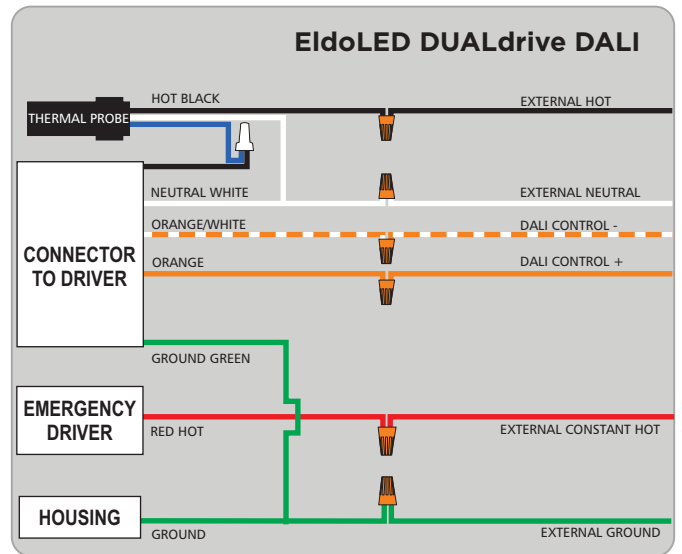 EldoLED DUALdrive DALI
HOT BLACK
EXTERNAL HOT
THERMAL PROBE
NEUTRAL WHITE
EXTERNAL NEUTRAL
ORANGE/WHITE
DALI CONTROL -
CONNECTOR
TO DRIVER
ORANGE
DALI CONTROL +
GROUND GREEN
EMERGENCY
DRIVER
RED HOT
EXTERNAL CONSTANT HOT
HOUSING
GROUND
EXTERNAL GROUND